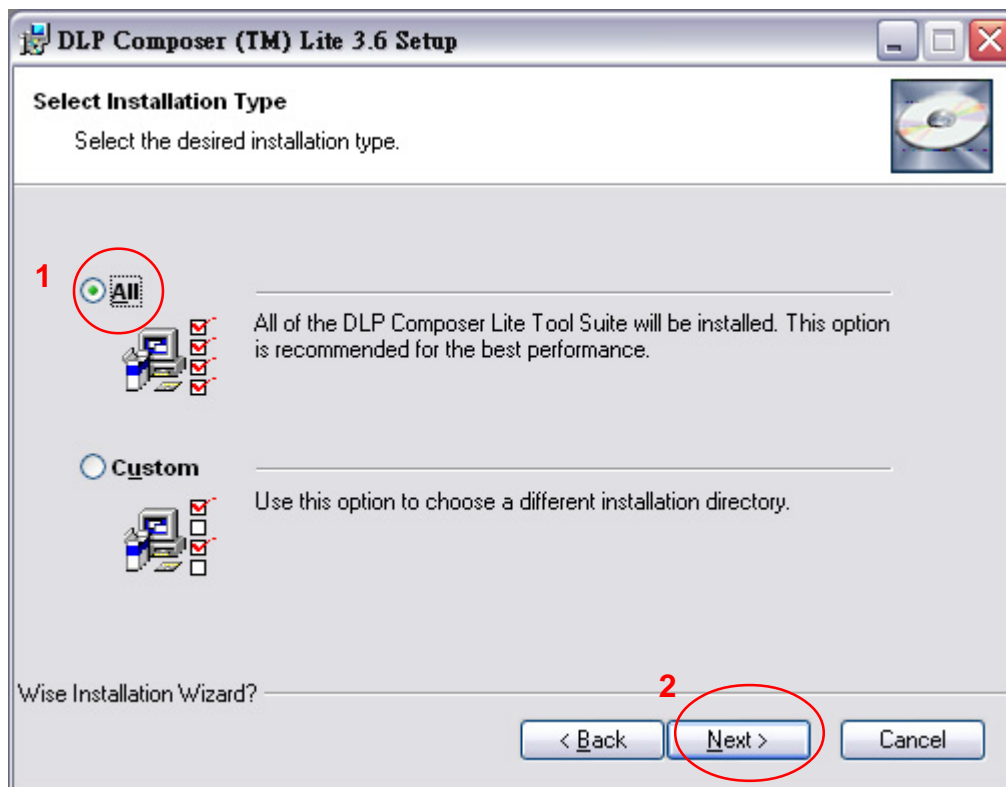 DLP Composer (TM) Lite 3.6 Setup
Select Installation Type
Select the desired installation type.
1
All
All of the DLP Composer Lite Tool Suite will be installed. This option
is recommended for the best performance.
Custom
Use this option to choose a different installation directory.
Wise Installation Wizard?
2
< Back Next > Cancel